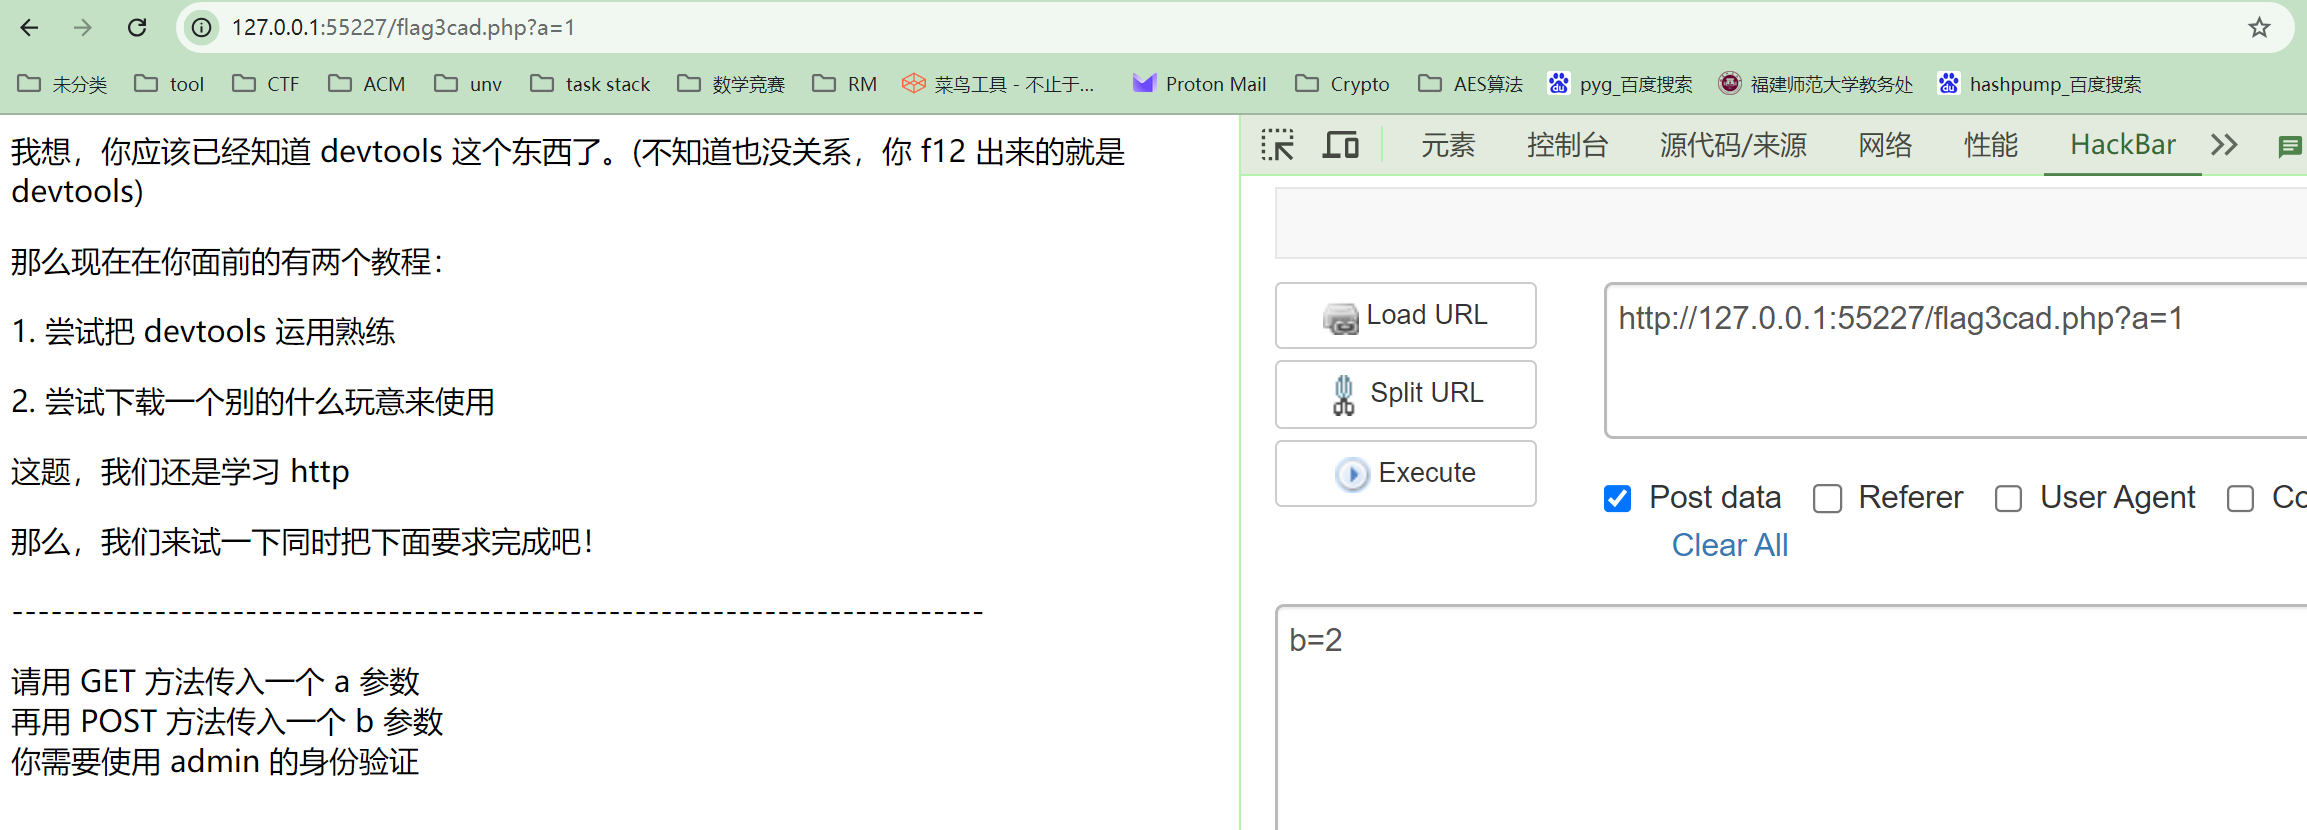 127.0.0.1:55227/flag3cad.php?a=1
未分类 tool CTF ACM unv task stack 数学竞赛 RM 菜鸟工具 - 不止于... Proton Mail Crypto AES算法 pyg_百度搜索 福建师范大学教务处 hashpump_百度搜索
我想，你应该已经知道 devtools 这个东西了。(不知道也没关系，你 f12 出来的就是
devtools)
那么现在在你面前的有两个教程：
1. 尝试把 devtools 运用熟练
2. 尝试下载一个别的什么玩意来使用
这题，我们还是学习 http
那么，我们来试一下同时把下面要求完成吧！
---------------------------------------------------------------------------
请用 GET 方法传入一个 a 参数
再用 POST 方法传入一个 b 参数
你需要使用 admin 的身份验证
元素 控制台 源代码/来源 网络 性能 HackBar
Load URL
http://127.0.0.1:55227/flag3cad.php?a=1
Split URL
Execute
Post data Referer User Agent Co
Clear All
b=2